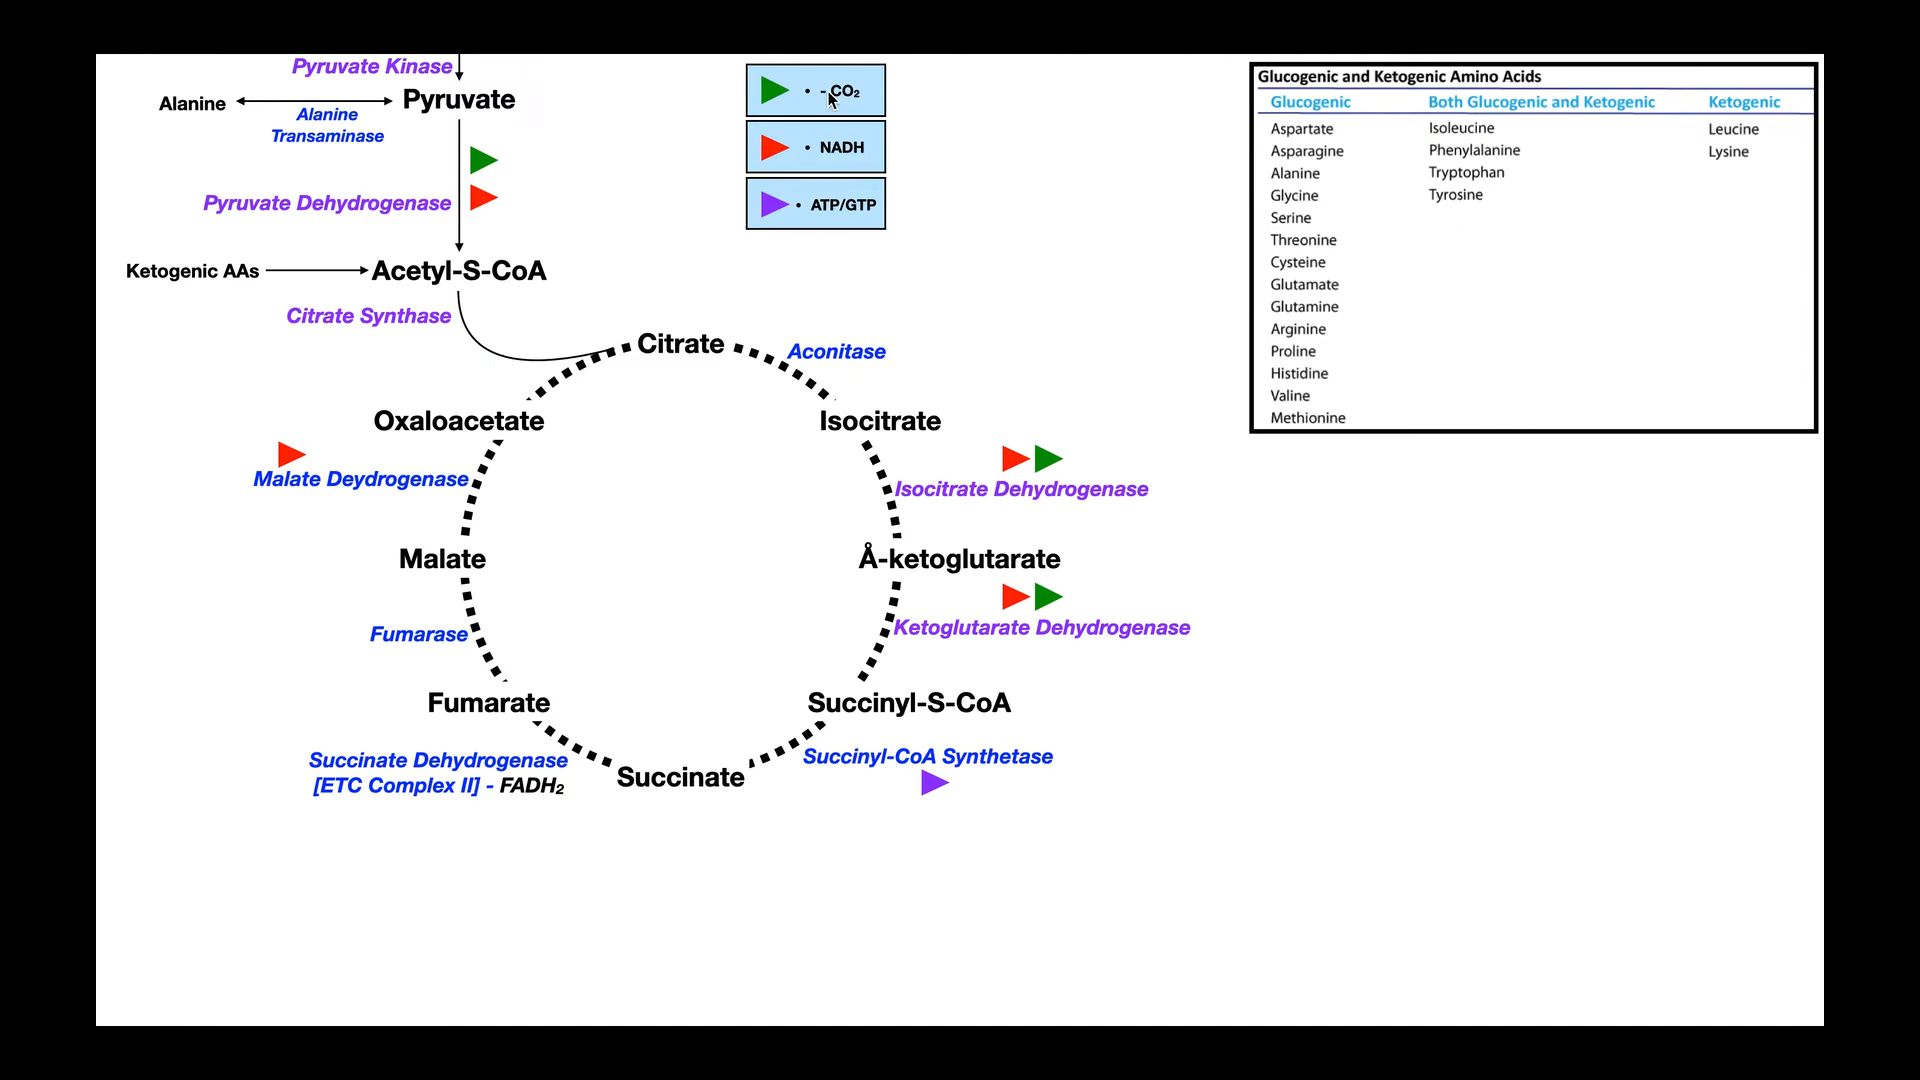 Pyruvate Kinase
Alanine
Pyruvate
Alanine
Transaminase
Pyruvate Dehydrogenase
Ketogenic AAs
Acetyl-S-CoA
Citrate Synthase
• - CO₂
• NADH
• ATP/GTP
Citrate
Aconitase
Oxaloacetate
Isocitrate
Malate Deydrogenase
Isocitrate Dehydrogenase
Malate
Å-ketoglutarate
Fumarase
Ketoglutarate Dehydrogenase
Fumarate
Succinyl-S-CoA
Succinate Dehydrogenase
[ETC Complex II] - FADH₂
Succinate
Succinyl-CoA Synthetase
Glucogenic and Ketogenic Amino Acids
Glucogenic Both Glucogenic and Ketogenic Ketogenic
Aspartate Isoleucine Leucine
Asparagine Phenylalanine Lysine
Alanine Tryptophan
Glycine Tyrosine
Serine
Threonine
Cysteine
Glutamate
Glutamine
Arginine
Proline
Histidine
Valine
Methionine